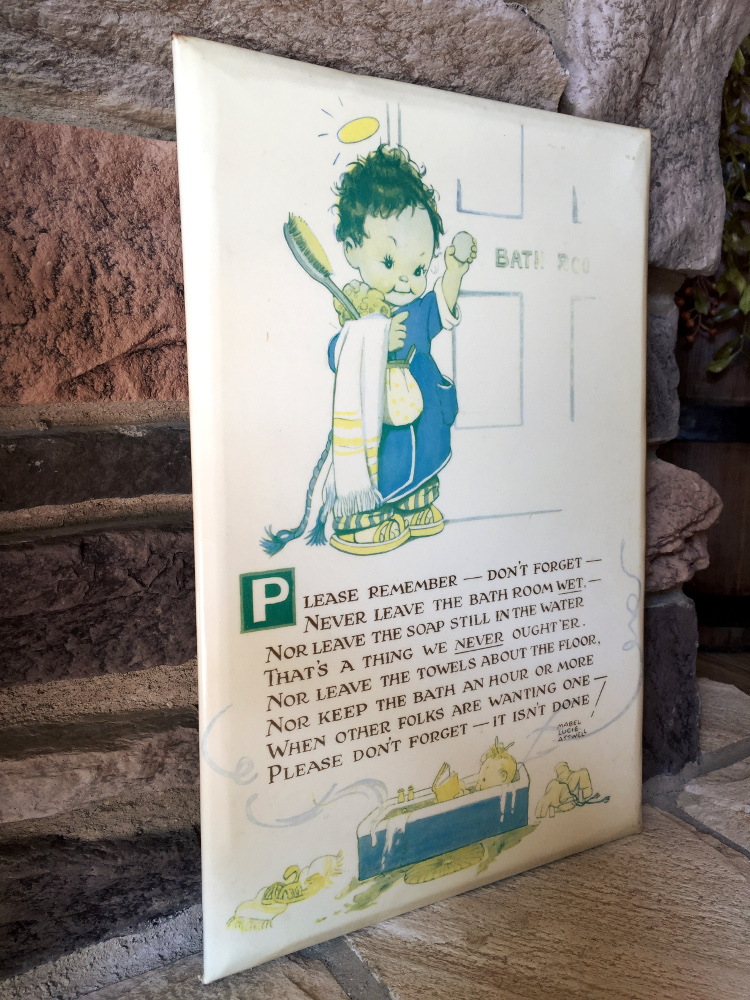 BATH ROO
PLEASE REMEMBER — DON'T FORGET —
NEVER LEAVE THE BATH ROOM WET, —
NOR LEAVE THE SOAP STILL IN THE WATER
THAT'S A THING WE NEVER OUGHT'ER.
NOR LEAVE THE TOWELS ABOUT THE FLOOR,
NOR KEEP THE BATH AN HOUR OR MORE
WHEN OTHER FOLKS ARE WANTING ONE —
PLEASE DON'T FORGET — IT ISN'T DONE!
MABEL
LUCIE
ATTWELL